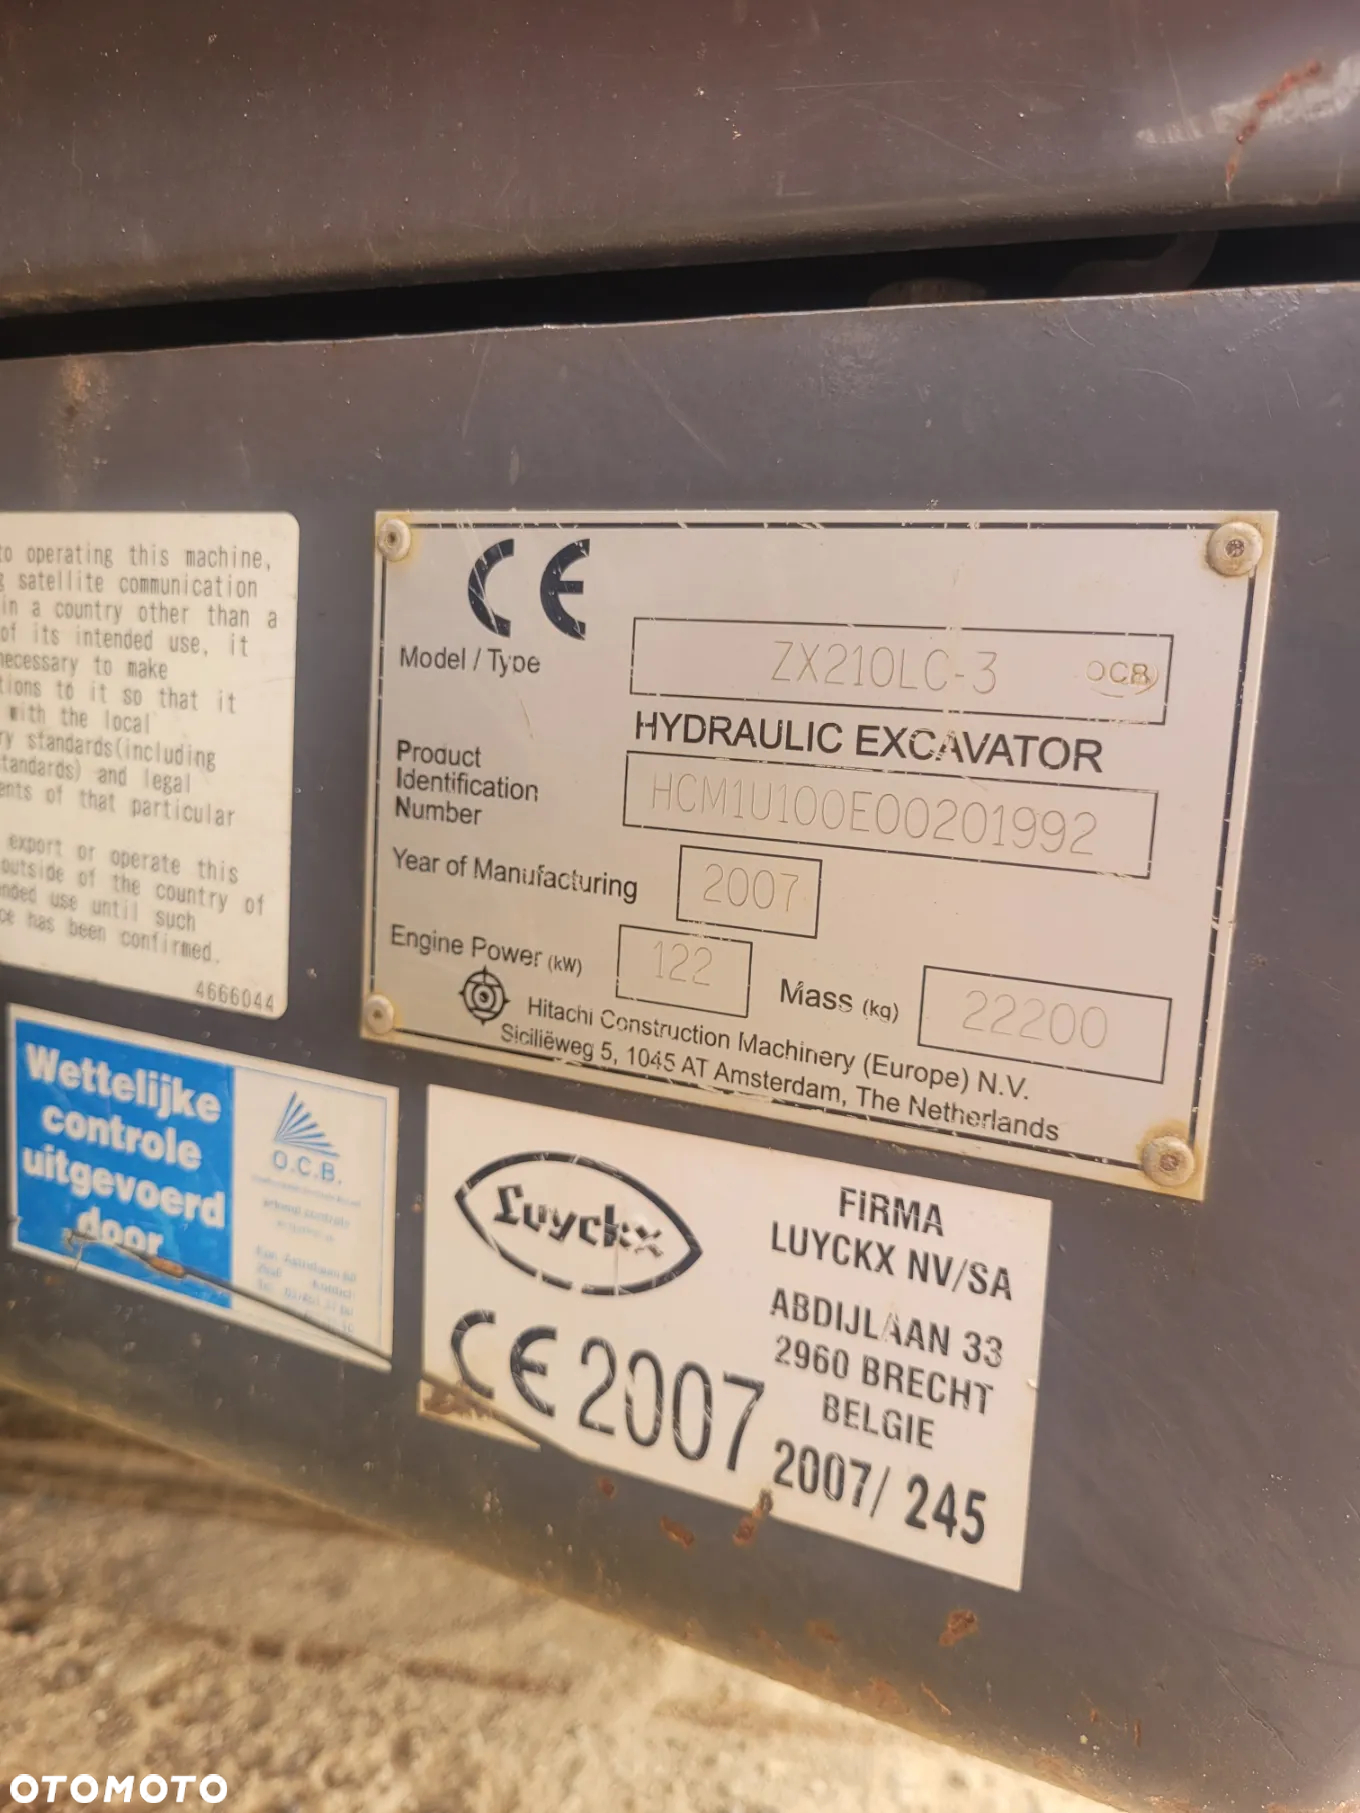 to operating this machine,
satellite communication
in a country other than a
of its intended use, it
necessary to make
tions to it so that it
with the local
ry standards(including
standards) and legal
ents of that particular
export or operate this
outside of the country of
ended use until such
ce has been confirmed.
4666044
CE
Model / Type
ZX210LC-3
OCB
HYDRAULIC EXCAVATOR
Product
Identification
Number
HCM1U100E00201992
Year of Manufacturing
2007
Engine Power (kW)
122
Mass (kg)
22200
Hitachi Construction Machinery (Europe) N.V.
Siciliëweg 5, 1045 AT Amsterdam, The Netherlands
Wettelijke
controle
uitgevoerd
door
O.C.B.
Luyckx
CE 2007
FIRMA
LUYCKX NV/SA
ABDIJLAAN 33
2960 BRECHT
BELGIE
2007/ 245
OTOMOTO